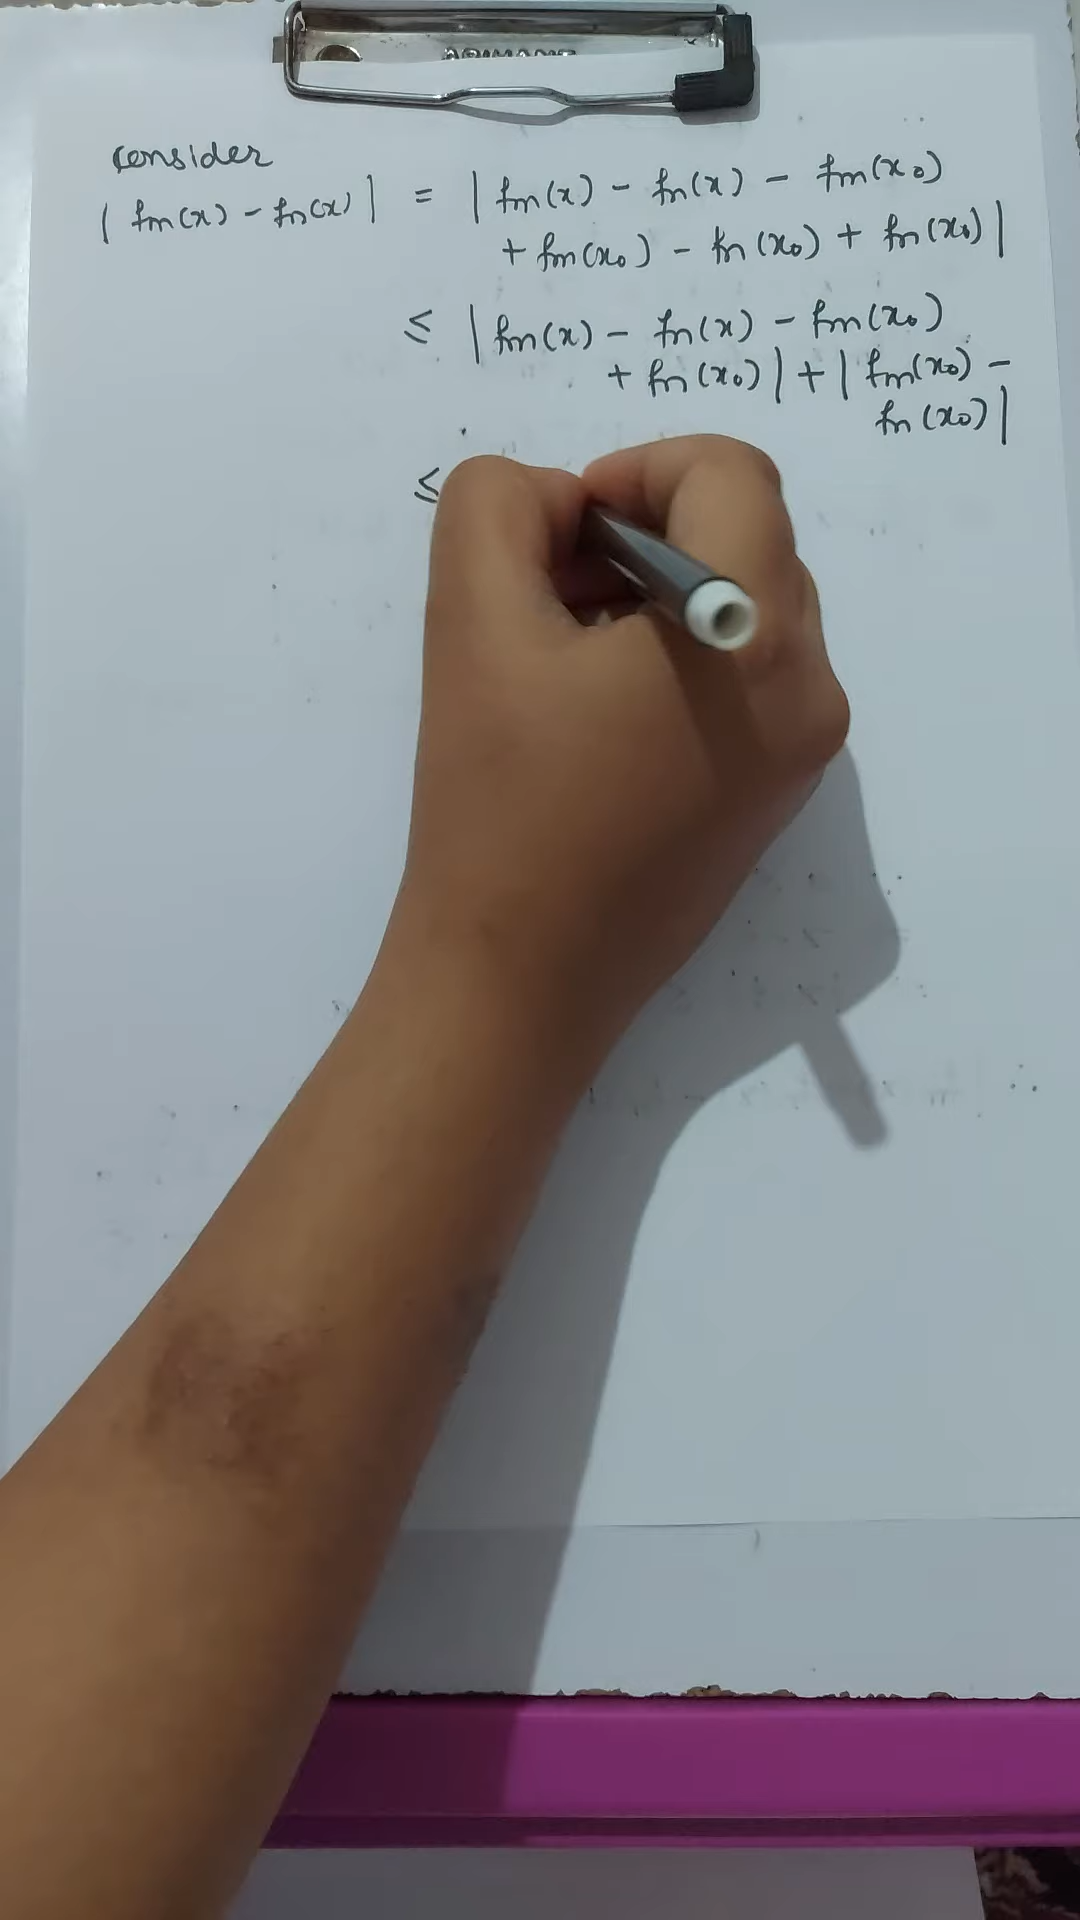 consider
| fm(x) - fn(x) | = | fm(x) - fn(x) - fm(x₀)
+ fm(x₀) - fn(x₀) + fn(x₀) |
≤ | fm(x) - fn(x) - fm(x₀)
+ fn(x₀) | + | fm(x₀) -
fn(x₀) |
≤